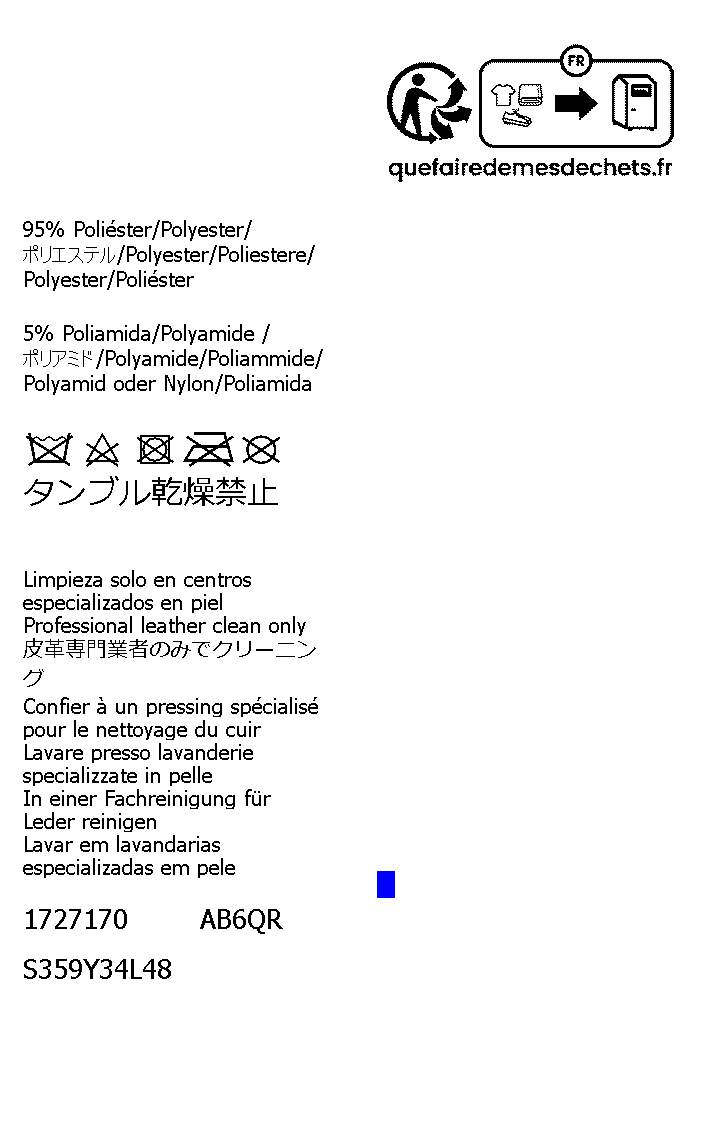 FR
quefairedemesdechets.fr
95% Poliéster/Polyester/
ポリエステル/Polyester/Poliestere/
Polyester/Poliéster
5% Poliamida/Polyamide /
ポリアミド/Polyamide/Poliammide/
Polyamid oder Nylon/Poliamida
タンブル乾燥禁止
Limpieza solo en centros
especializados en piel
Professional leather clean only
皮革専門業者のみでクリーニン
グ
Confier à un pressing spécialisé
pour le nettoyage du cuir
Lavare presso lavanderie
specializzate in pelle
In einer Fachreinigung für
Leder reinigen
Lavar em lavandarias
especializadas em pele
1727170 AB6QR
S359Y34L48